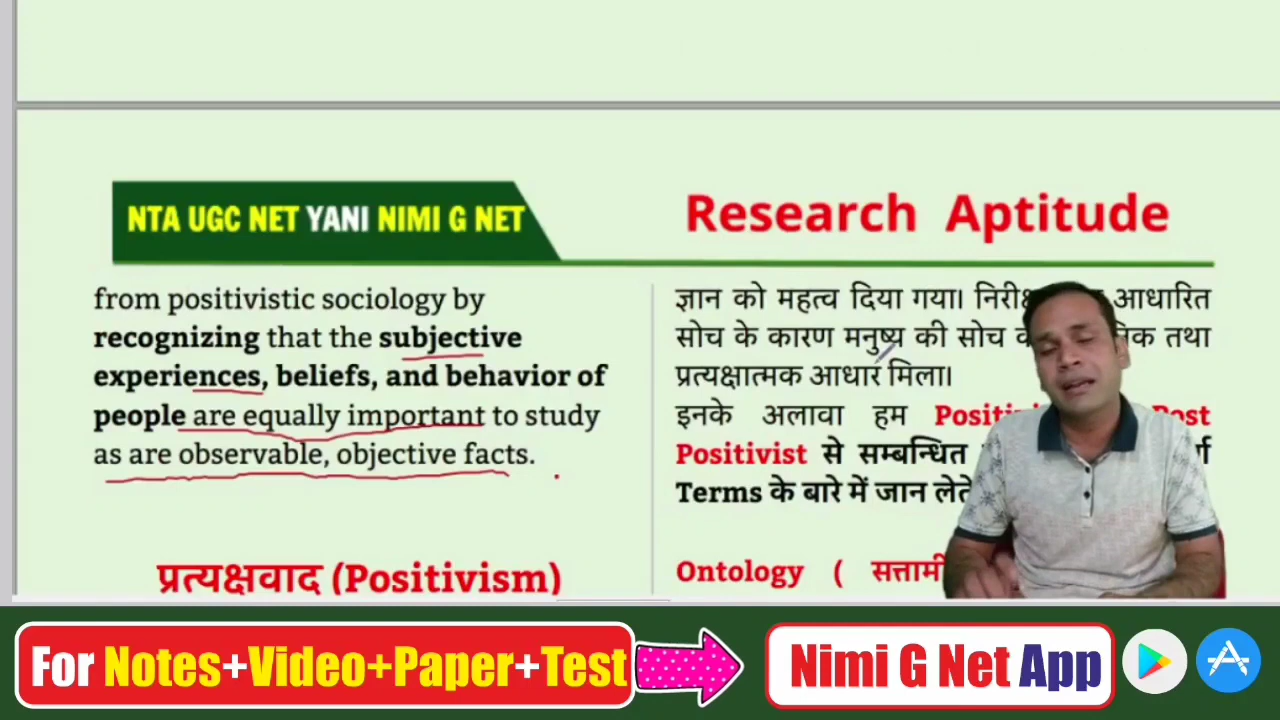 NTA UGC NET YANI NIMI G NET
Research Aptitude
from positivistic sociology by
recognizing that the subjective
experiences, beliefs, and behavior of
people are equally important to study
as are observable, objective facts.
प्रत्यक्षवाद (Positivism)
ज्ञान को महत्व दिया गया। आधारित
सोच के कारण मनुष्य की सोच तथा
प्रत्यक्षात्मक आधार मिला।
इनके अलावा हम
Positivist से सम्बन्धित
Terms के बारे में जान
Ontology (
For Notes+Video+Paper+Test
Nimi G Net App